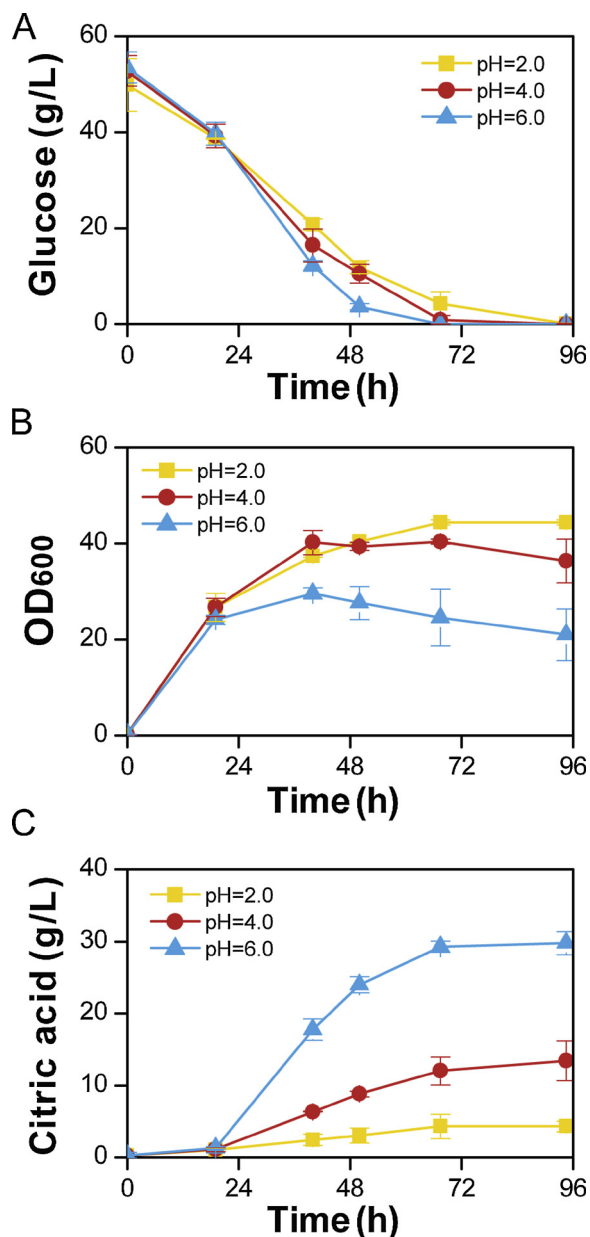 A
Glucose (g/L)
60
40
20
0
pH=2.0
pH=4.0
pH=6.0
0 24 48 72 96
Time (h)
B
OD600
60
40
20
0
pH=2.0
pH=4.0
pH=6.0
0 24 48 72 96
Time (h)
C
Citric acid (g/L)
40
30
20
10
0
pH=2.0
pH=4.0
pH=6.0
0 24 48 72 96
Time (h)